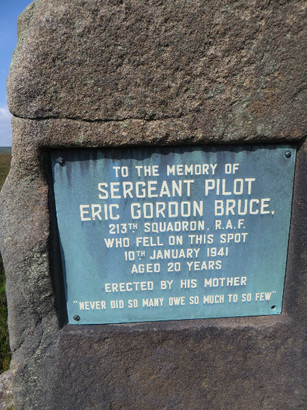 TO THE MEMORY OF
SERGEANT PILOT
ERIC GORDON BRUCE,
213TH SQUADRON, R.A.F.
WHO FELL ON THIS SPOT
10TH JANUARY 1941
AGED 20 YEARS
ERECTED BY HIS MOTHER
"NEVER DID SO MANY OWE SO MUCH TO SO FEW"